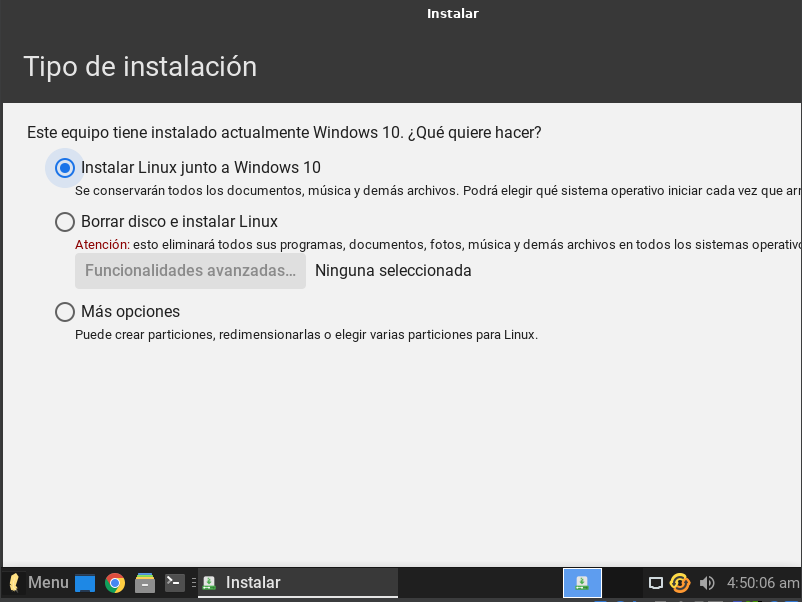 Instalar
Tipo de instalación
Este equipo tiene instalado actualmente Windows 10. ¿Qué quiere hacer?
Instalar Linux junto a Windows 10
Se conservarán todos los documentos, música y demás archivos. Podrá elegir qué sistema operativo iniciar cada vez que arr
Borrar disco e instalar Linux
Atención: esto eliminará todos sus programas, documentos, fotos, música y demás archivos en todos los sistemas operativo
Funcionalidades avanzadas... Ninguna seleccionada
Más opciones
Puede crear particiones, redimensionarlas o elegir varias particiones para Linux.
Menu Instalar 4:50:06 am